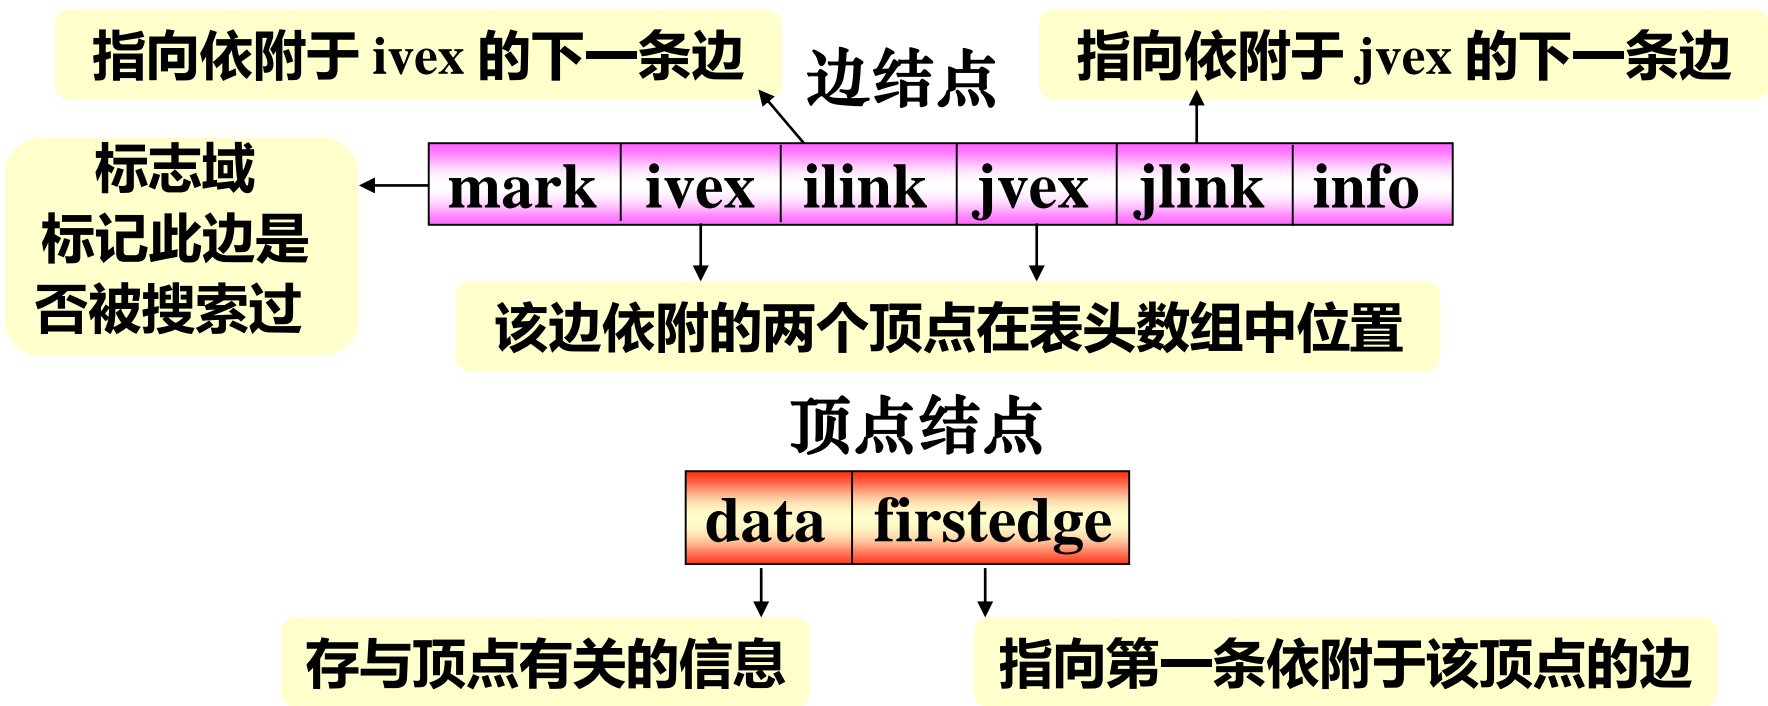 指向依附于 ivex 的下一条边
边结点
指向依附于 jvex 的下一条边
标志域
标记此边是
否被搜索过
mark ivex ilink jvex jlink info
该边依附的两个顶点在表头数组中位置
顶点结点
data firstedge
存与顶点有关的信息
指向第一条依附于该顶点的边